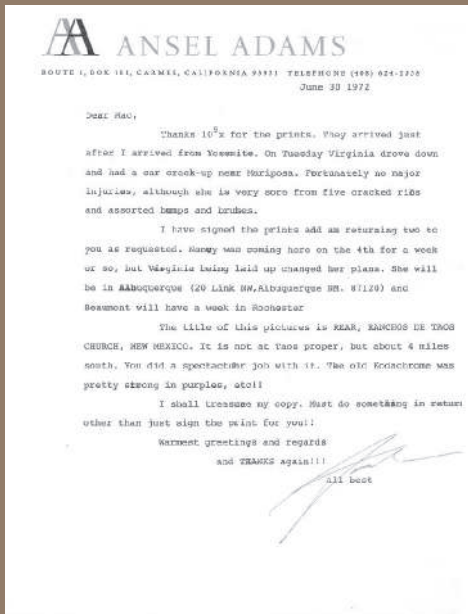 AA ANSEL ADAMS
ROUTE 1, BOX 181, CARMEL, CALIFORNIA 93921 TELEPHONE (408) 624-2558
June 30 1972
Dear Mac,
Thanks 10⁹x for the prints. They arrived just
after I arrived from Yosemite. On Tuesday Virginia drove down
and had a car crack-up near Mariposa. Fortunately no major
injuries, although she is very sore from five cracked ribs
and assorted bumps and bruhes.
I have signed the prints add am returning two to
you as requested. Nancy was coming here on the 4th for a week
or so, but Virginia being laid up changed her plans. She will
be in Albuquerque (20 Link NW,Albuquerque NM. 87120) and
Beaumont will have a week in Rochester
The title of this pictures is REAR, RANCHOS DE TAOS
CHURCH, NEW MEXICO. It is not at Taos proper, but about 4 miles
south. You did a spectactubr job with it. The old Kodachrome was
pretty strong in purples, etc!!
I shall treasume my copy. Must do something in return
other than just sign the print for you!!
Warmest greetings and regards
and THANKS again!!!
all best